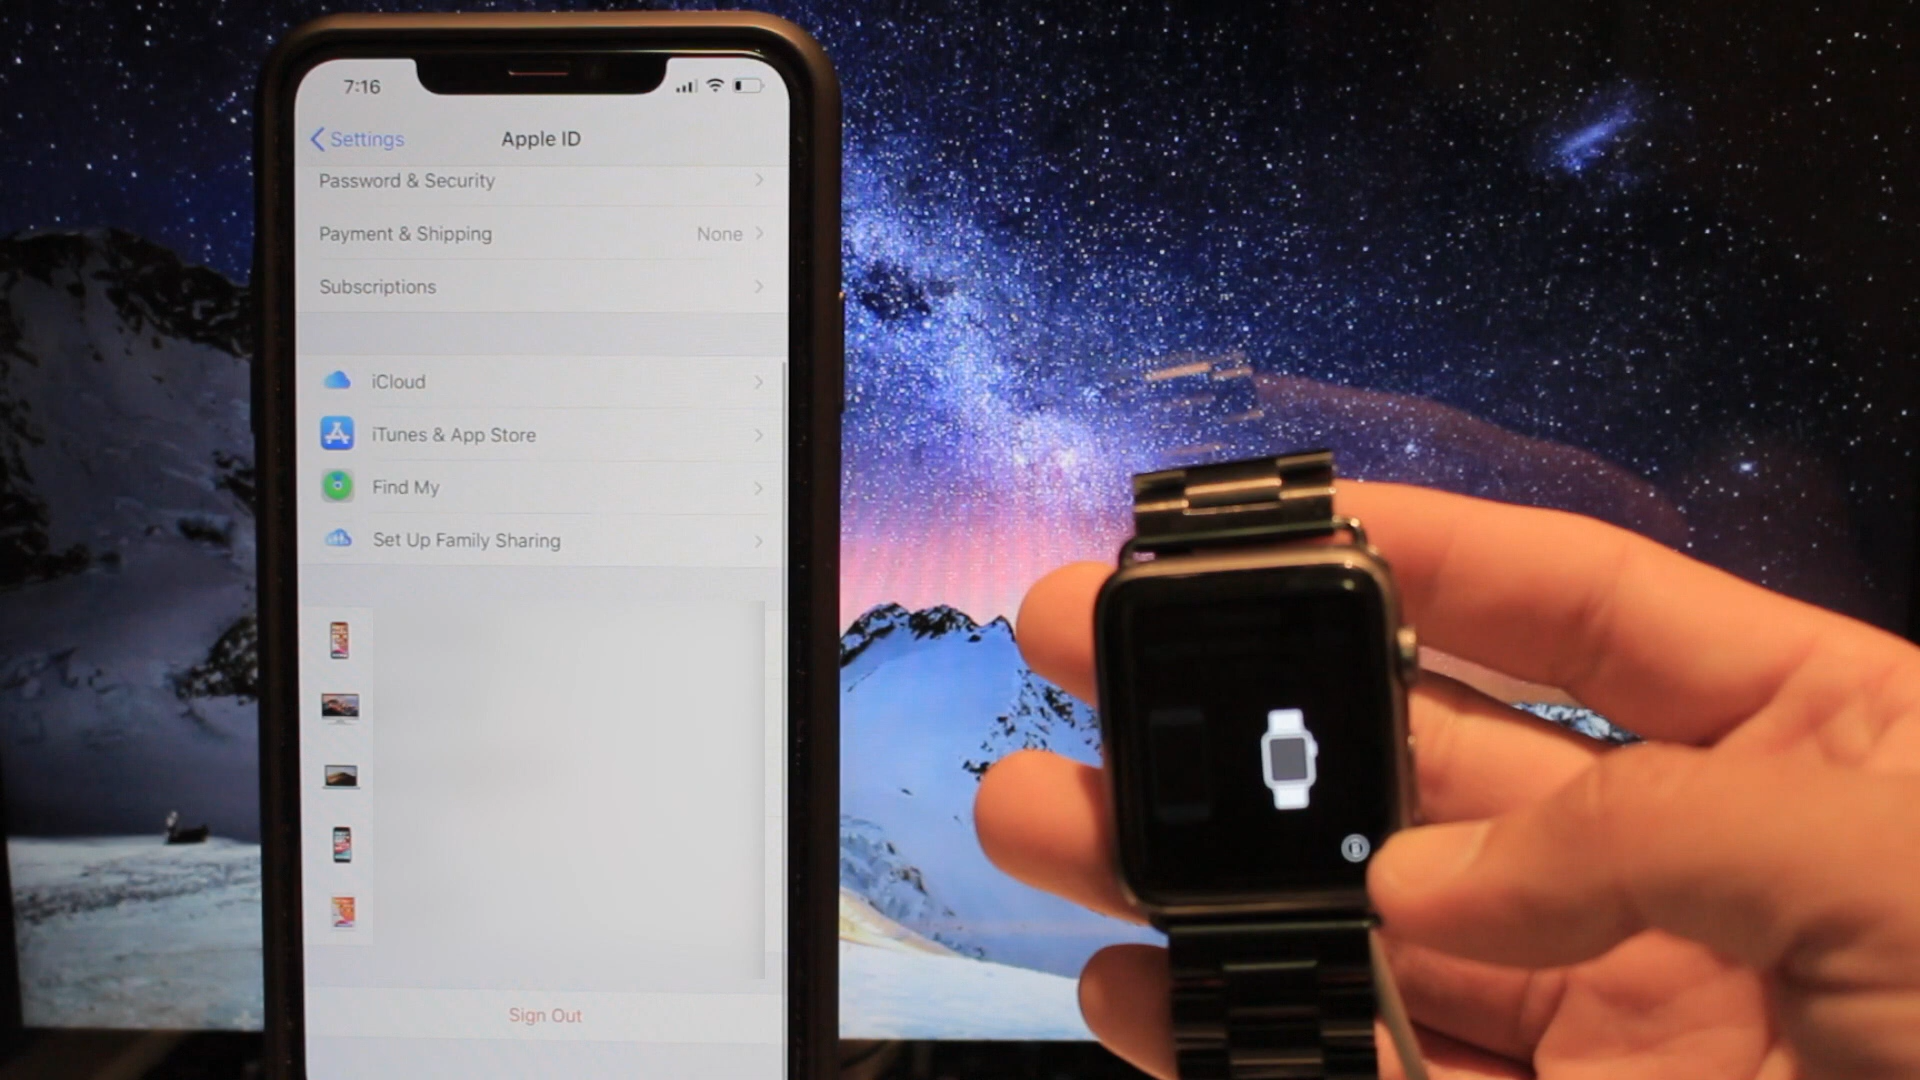 7:16
Settings
Apple ID
Password & Security
Payment & Shipping None
Subscriptions
iCloud
iTunes & App Store
Find My
Set Up Family Sharing
Sign Out